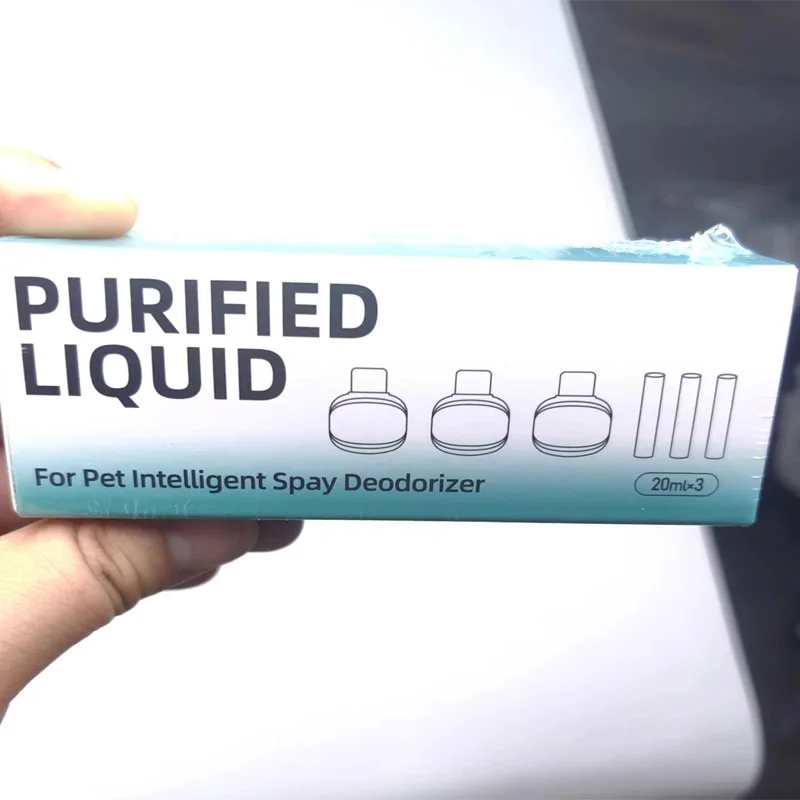 PURIFIED
LIQUID
For Pet Intelligent Spay Deodorizer
20ml×3